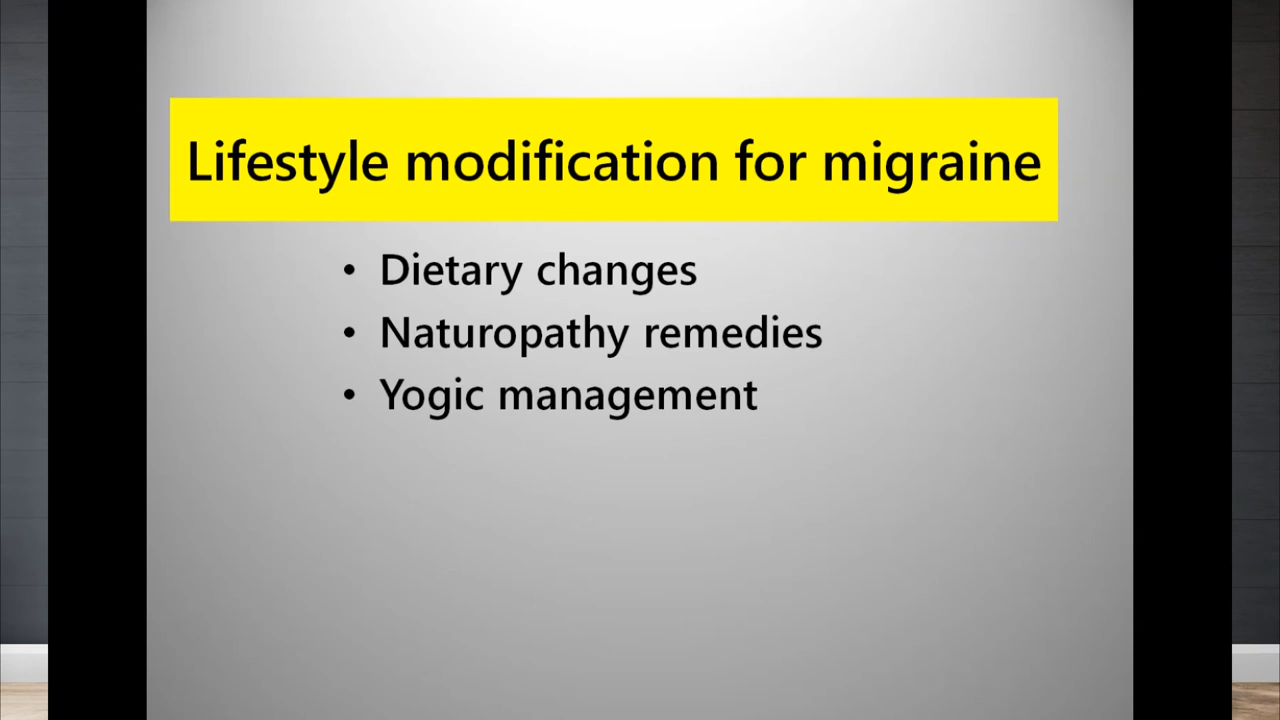 Lifestyle modification for migraine
• Dietary changes
• Naturopathy remedies
• Yogic management